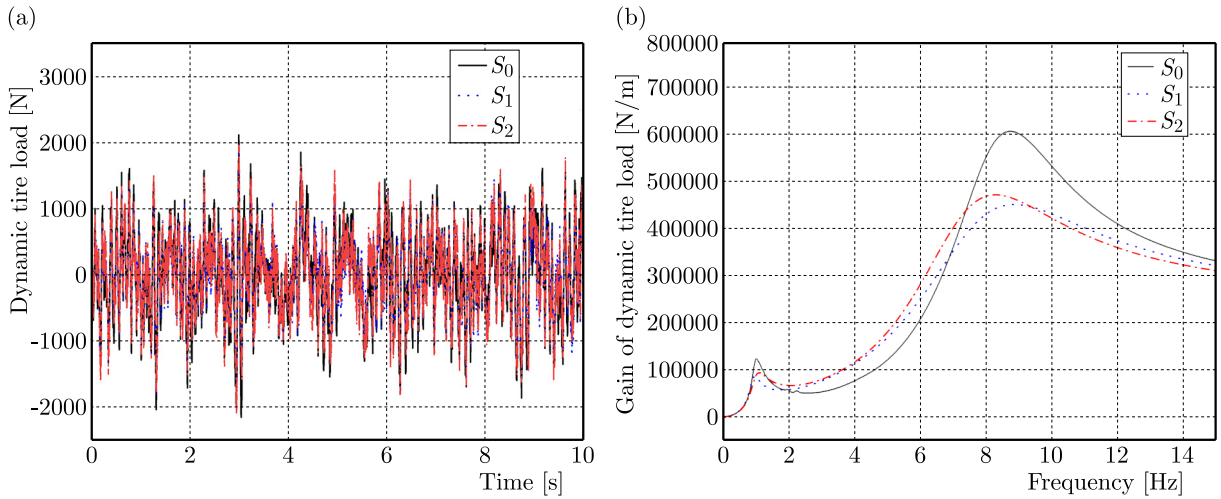 (a)
Dynamic tire load [N]
3000
2000
1000
0
-1000
-2000
0 2 4 6 8 10
Time [s]
S0
S1
S2
(b)
Gain of dynamic tire load [N/m]
800000
700000
600000
500000
400000
300000
200000
100000
0
0 2 4 6 8 10 12 14
Frequency [Hz]
S0
S1
S2